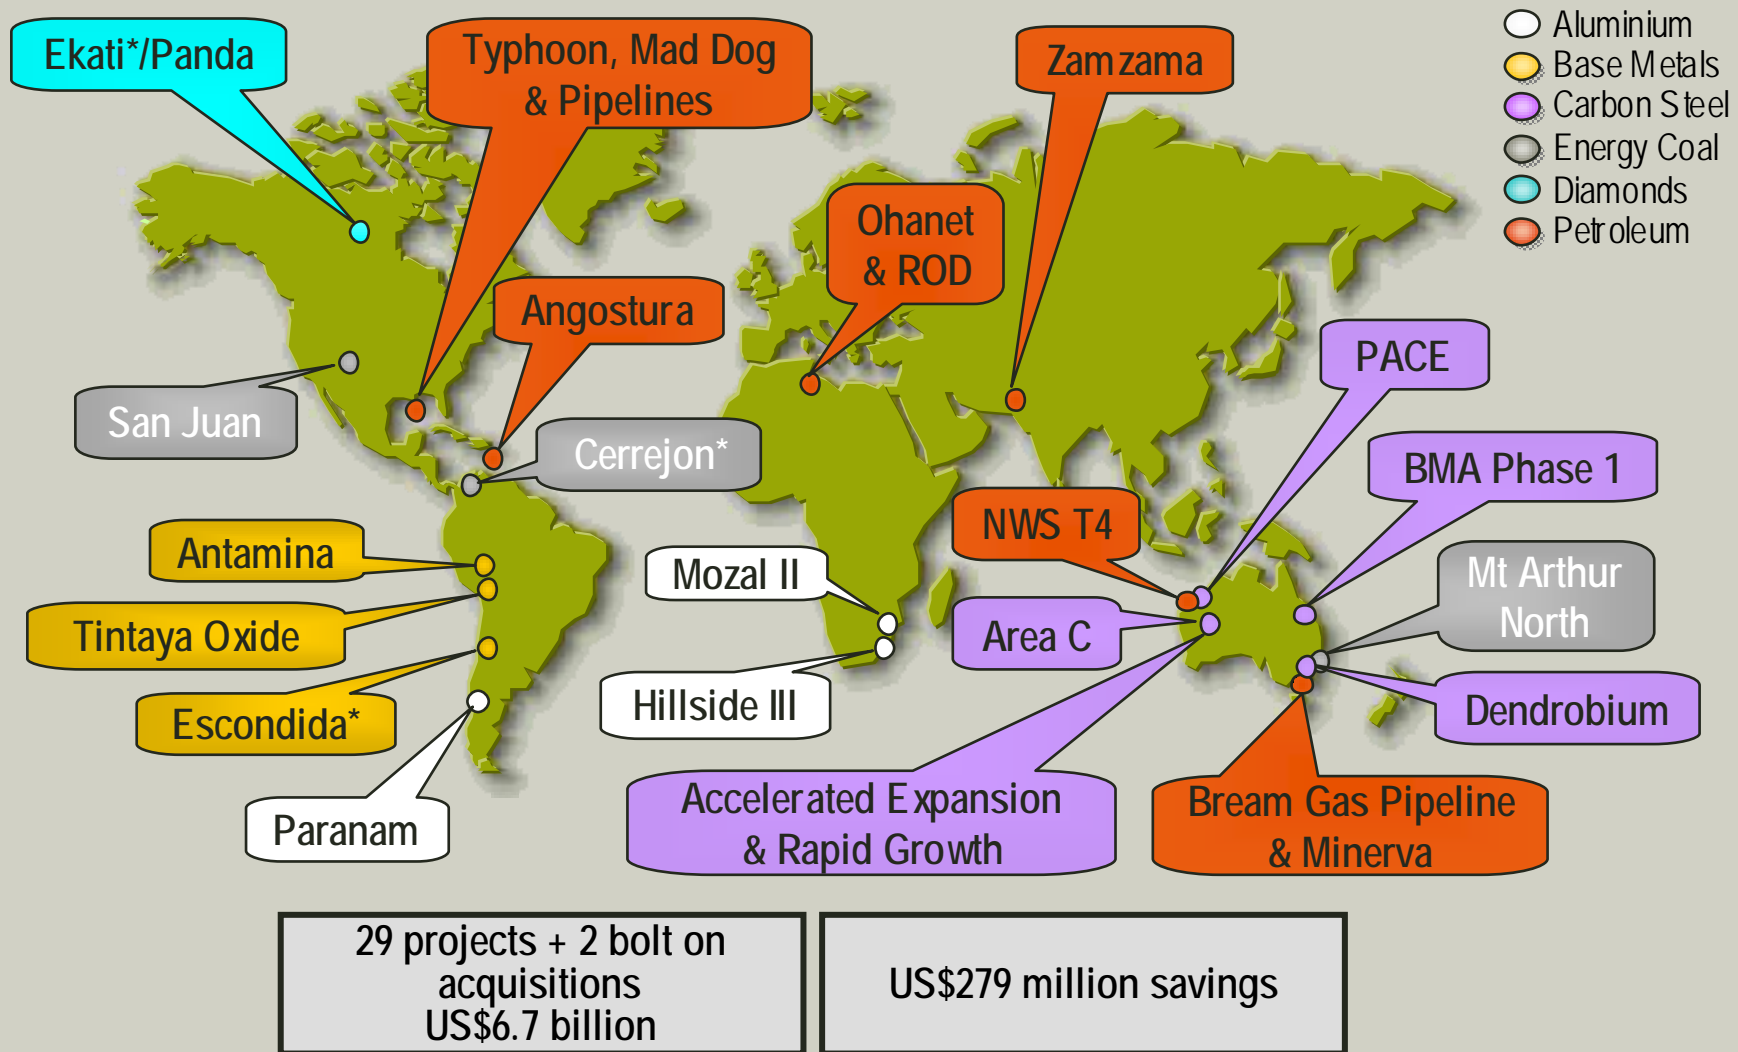 Ekati*/Panda
Typhoon, Mad Dog
& Pipelines
Zamzama
Aluminium
Base Metals
Carbon Steel
Energy Coal
Diamonds
Petroleum
Ohanet
& ROD
Angostura
PACE
San Juan
Cerrejon*
BMA Phase 1
NWS T4
Antamina
Mozal II
Mt Arthur
North
Tintaya Oxide
Area C
Escondida*
Hillside III
Dendrobium
Paranam
Accelerated Expansion
& Rapid Growth
Bream Gas Pipeline
& Minerva
29 projects + 2 bolt on
acquisitions
US$6.7 billion
US$279 million savings